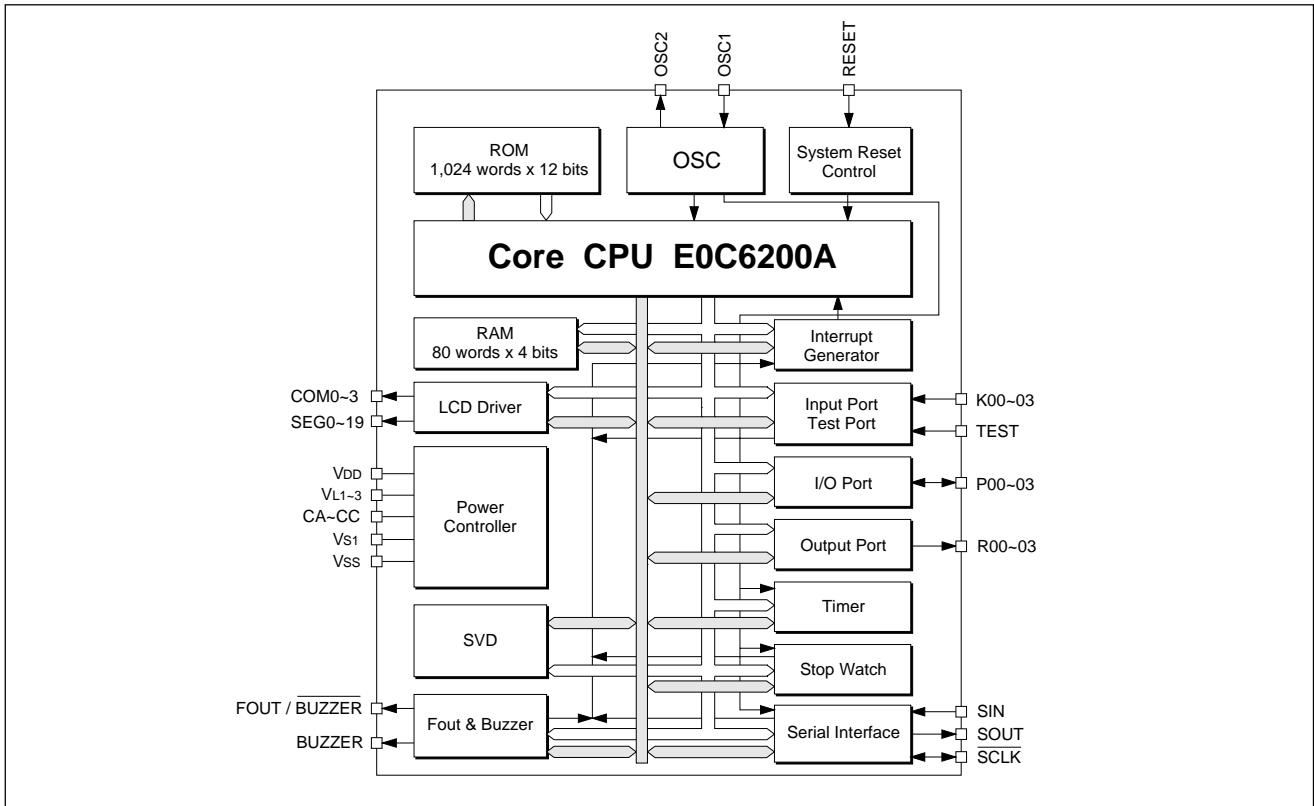 OSC2
OSC1
RESET
ROM
1,024 words x 12 bits
OSC
System Reset
Control
Core CPU E0C6200A
RAM
80 words x 4 bits
Interrupt
Generator
COM0~3
SEG0~19
LCD Driver
Input Port
Test Port
K00~03
TEST
VDD
VL1~3
CA~CC
VS1
VSS
Power
Controller
I/O Port
P00~03
Output Port
R00~03
Timer
SVD
Stop Watch
FOUT / BUZZER
BUZZER
Fout & Buzzer
Serial Interface
SIN
SOUT
SCLK